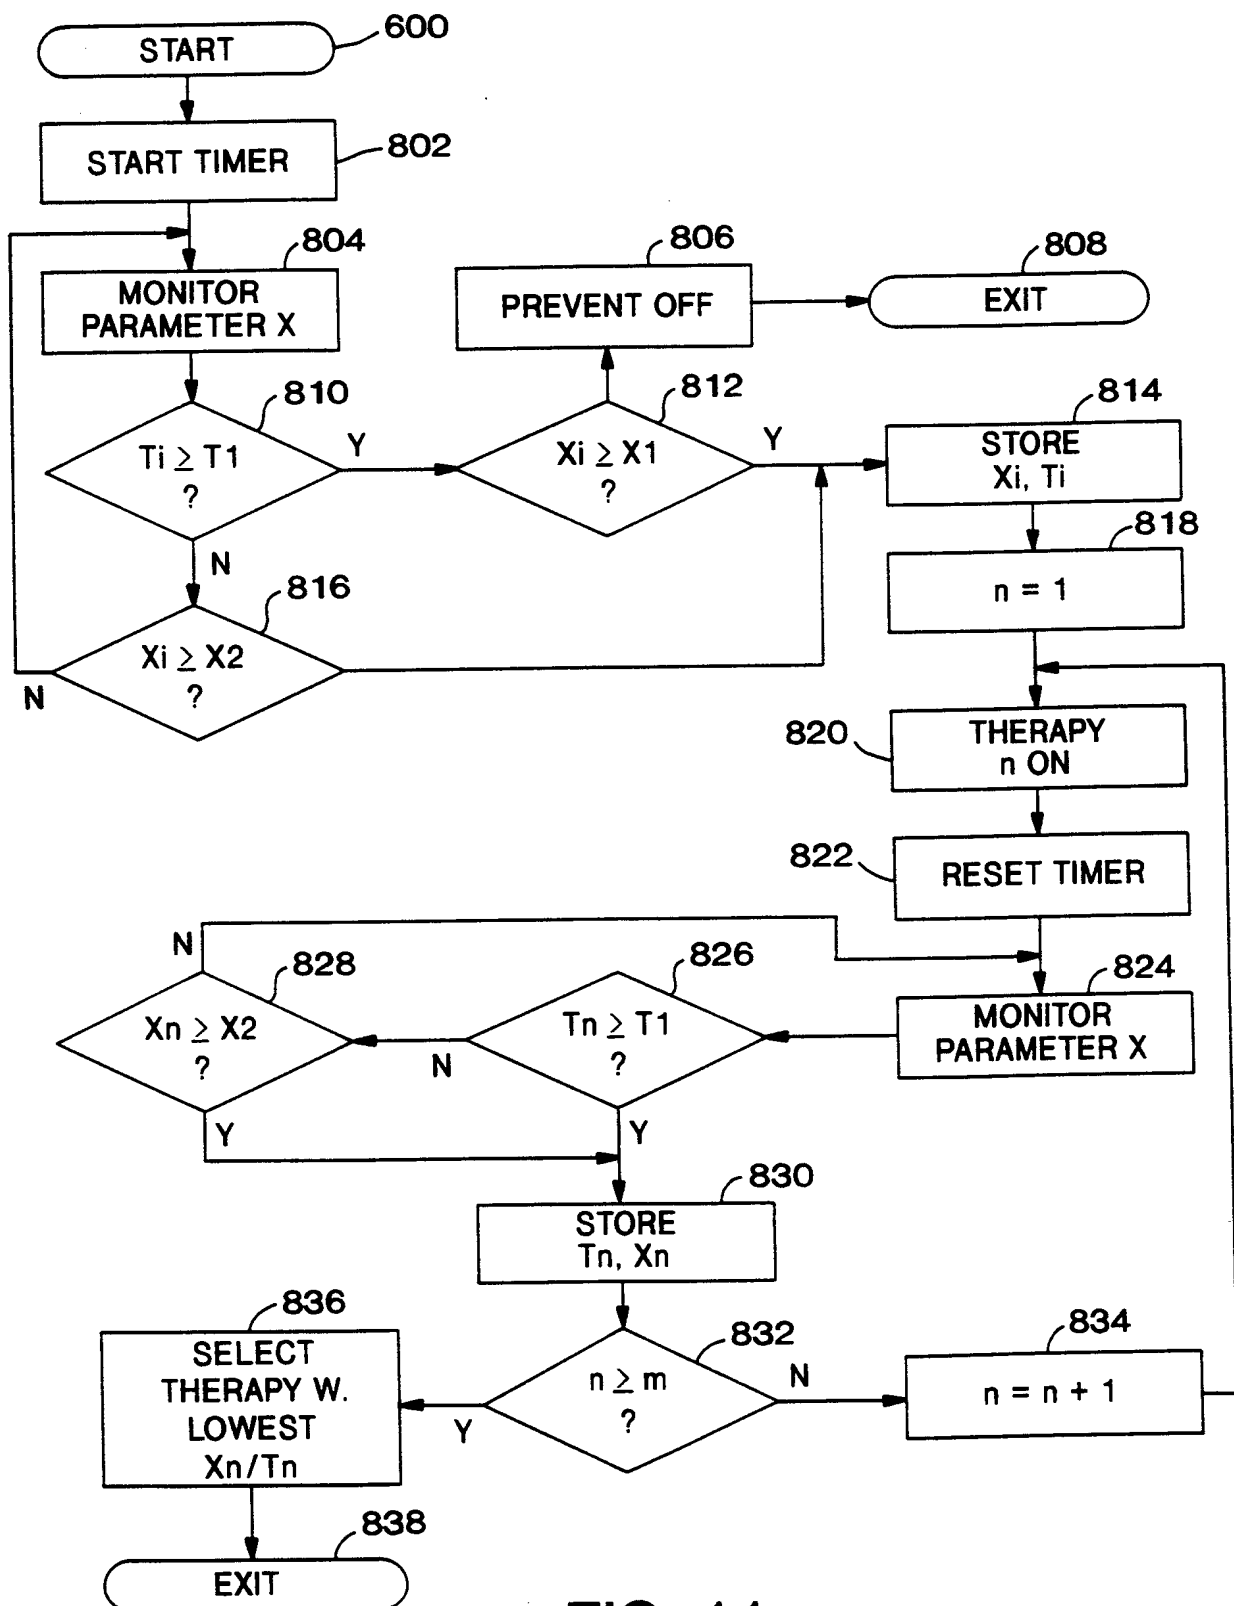 START
600
START TIMER
802
804
MONITOR
PARAMETER X
806
PREVENT OFF
808
EXIT
810
Ti ≥ T1
?
Y
N
812
Xi ≥ X1
?
Y
814
STORE
Xi, Ti
816
Xi ≥ X2
?
N
818
n = 1
820
THERAPY
n ON
822
RESET TIMER
824
MONITOR
PARAMETER X
826
Tn ≥ T1
?
N
Y
828
Xn ≥ X2
?
N
Y
830
STORE
Tn, Xn
832
n ≥ m
?
N
Y
834
n = n + 1
836
SELECT
THERAPY W.
LOWEST
Xn/Tn
838
EXIT